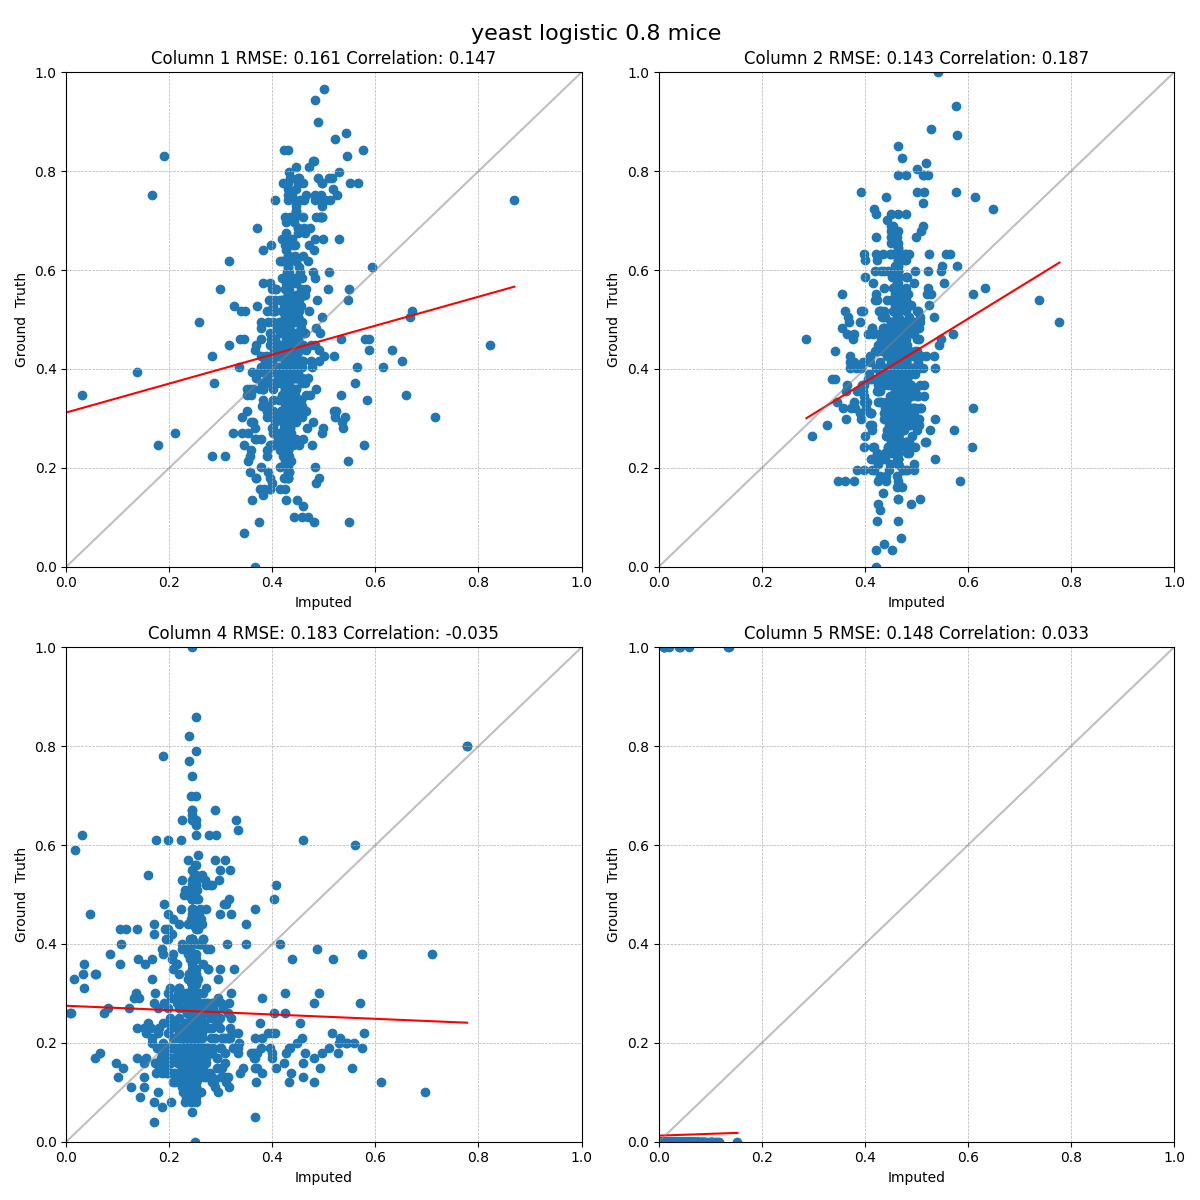 yeast logistic 0.8 mice
Column 1 RMSE: 0.161 Correlation: 0.147
1.0
0.8
0.6
0.4
0.2
0.0
Ground Truth
0.0 0.2 0.4 0.6 0.8 1.0
Imputed
Column 2 RMSE: 0.143 Correlation: 0.187
1.0
0.8
0.6
0.4
0.2
0.0
Ground Truth
0.0 0.2 0.4 0.6 0.8 1.0
Imputed
Column 4 RMSE: 0.183 Correlation: -0.035
1.0
0.8
0.6
0.4
0.2
0.0
Ground Truth
0.0 0.2 0.4 0.6 0.8 1.0
Imputed
Column 5 RMSE: 0.148 Correlation: 0.033
1.0
0.8
0.6
0.4
0.2
0.0
Ground Truth
0.0 0.2 0.4 0.6 0.8 1.0
Imputed